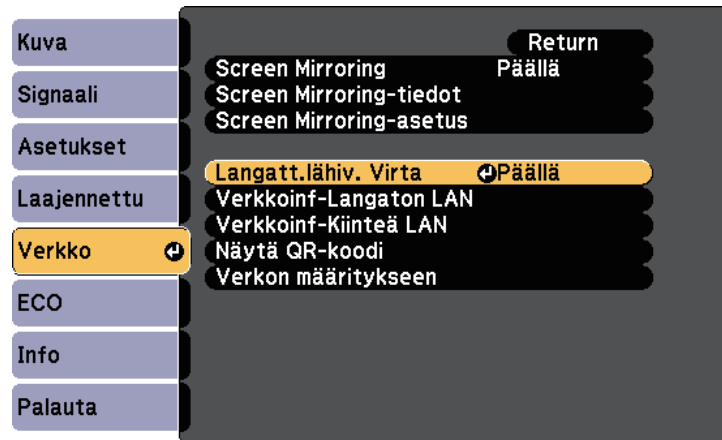 Kuva
Signaali
Asetukset
Laajennettu
Verkko
ECO
Info
Palauta
Return
Screen Mirroring Päällä
Screen Mirroring-tiedot
Screen Mirroring-asetus
Langatt.lähiv. Virta Päällä
Verkkoinf-Langaton LAN
Verkkoinf-Kiinteä LAN
Näytä QR-koodi
Verkon määritykseen